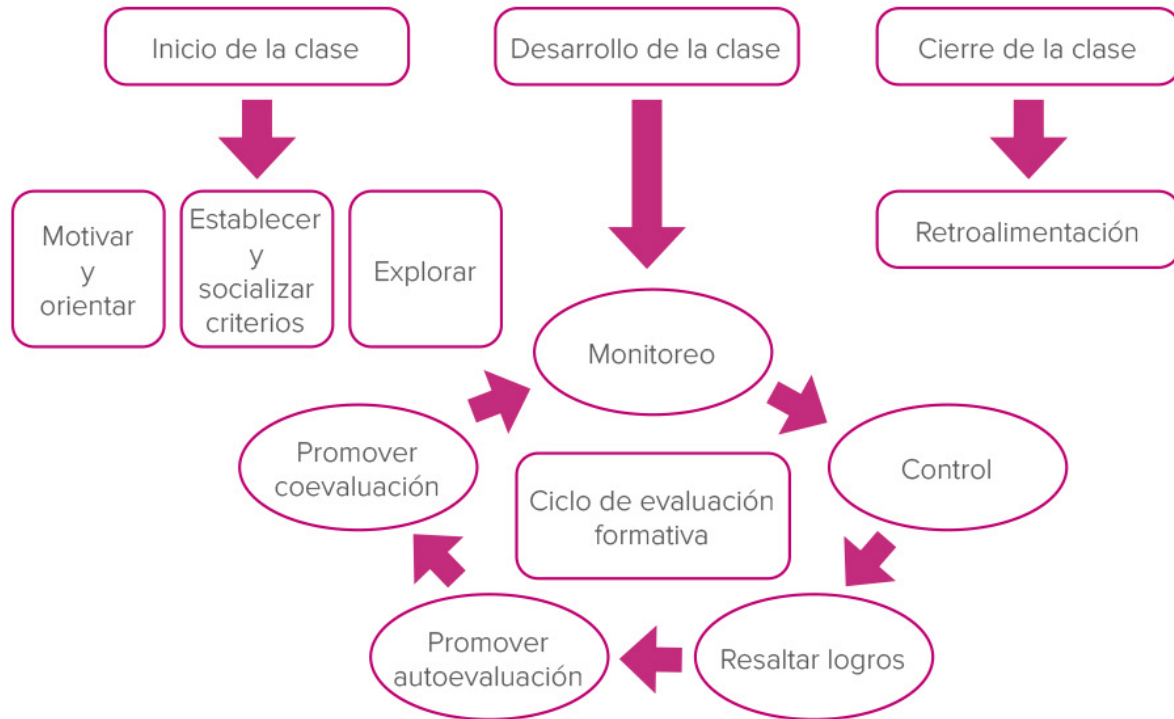 Inicio de la clase
Desarrollo de la clase
Cierre de la clase
Motivar
y
orientar
Establecer
y
socializar
criterios
Explorar
Retroalimentación
Monitoreo
Promover
coevaluación
Ciclo de evaluación
formativa
Control
Promover
autoevaluación
Resaltar logros